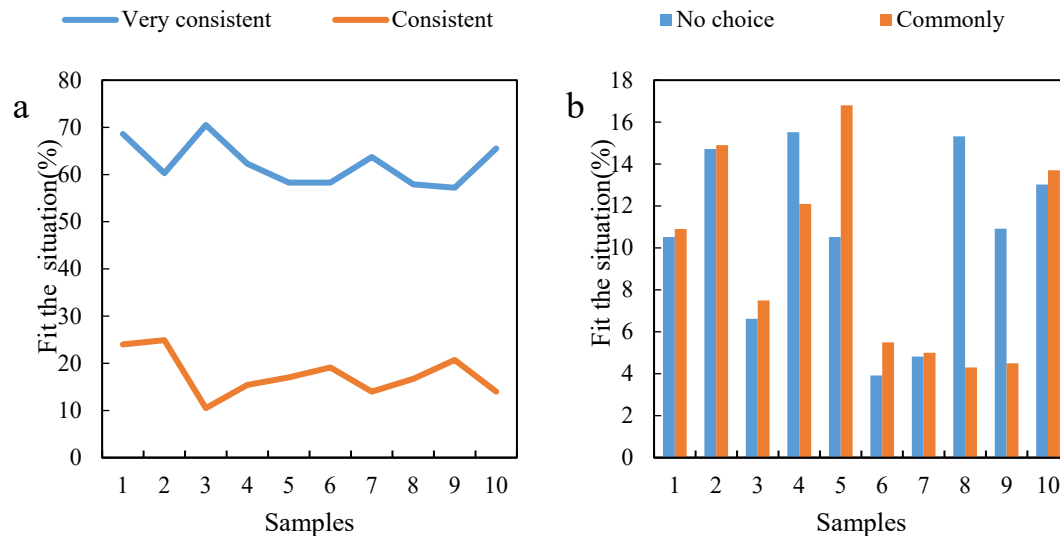 Very consistent
Consistent
a
Fit the situation(%)
80
70
60
50
40
30
20
10
0
1 2 3 4 5 6 7 8 9 10
Samples
No choice
Commonly
b
Fit the situation(%)
18
16
14
12
10
8
6
4
2
0
1 2 3 4 5 6 7 8 9 10
Samples